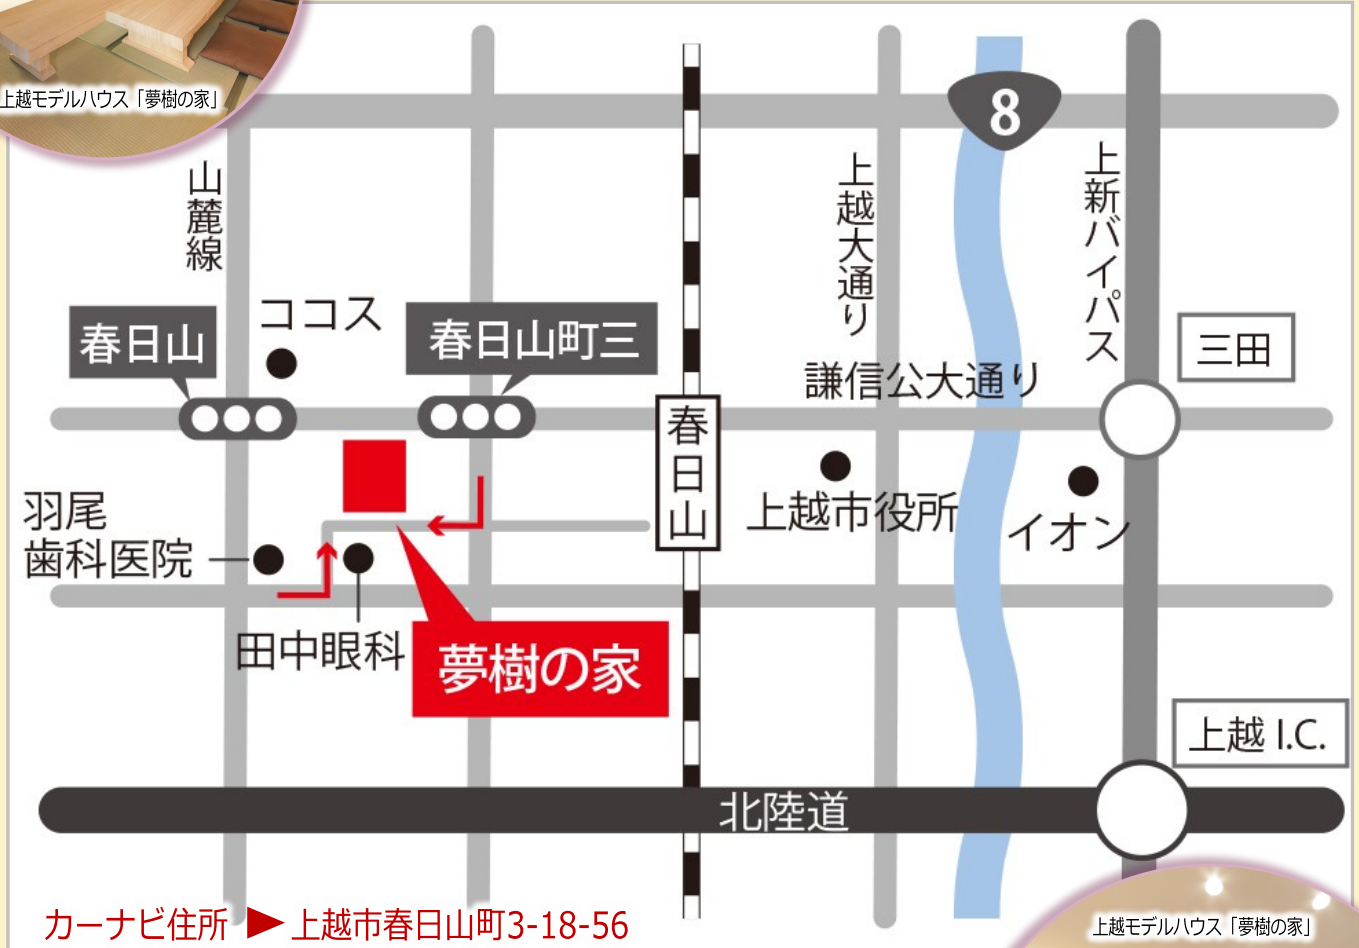 上越モデルハウス「夢樹の家」
8
山麓線
上越大通り
上新バイパス
ココス
春日山
春日山町三
三田
謙信公大通り
春日山
上越市役所
イオン
羽尾
歯科医院
田中眼科
夢樹の家
上越 I.C.
北陸道
カーナビ住所 ▶ 上越市春日山町3-18-56
上越モデルハウス「夢樹の家」